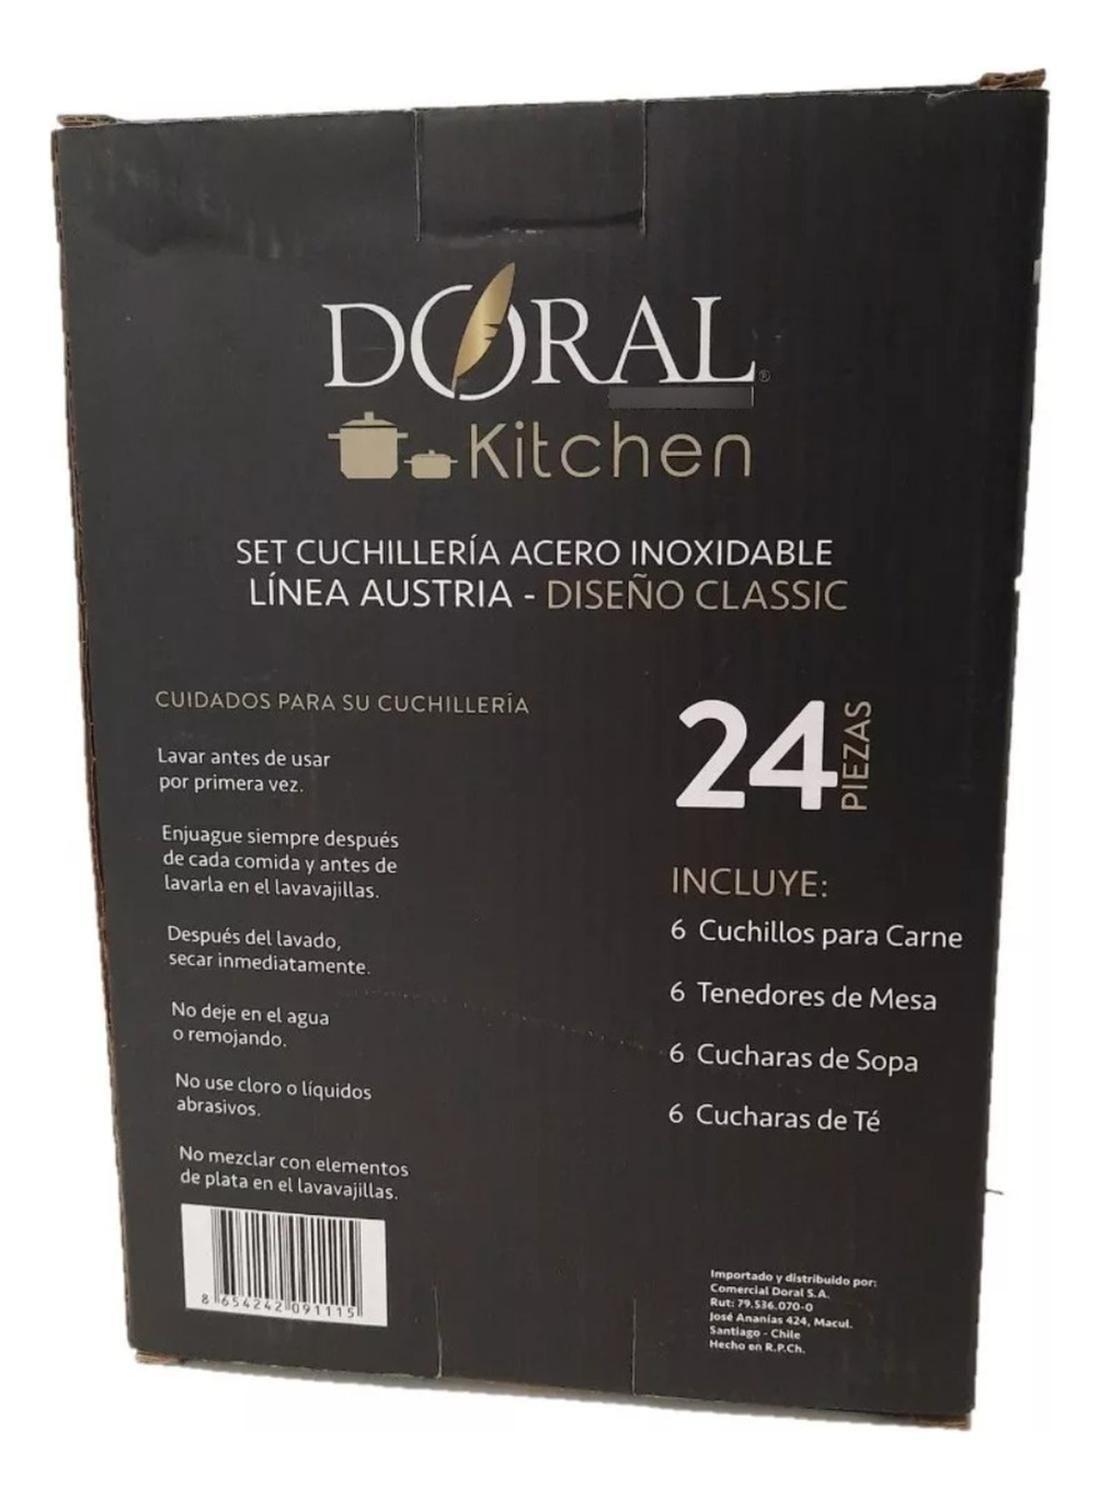 DORAL®
Kitchen
SET CUCHILLERÍA ACERO INOXIDABLE
LÍNEA AUSTRIA - DISEÑO CLASSIC
CUIDADOS PARA SU CUCHILLERÍA
Lavar antes de usar
por primera vez.
Enjuague siempre después
de cada comida y antes de
lavarla en el lavavajillas.
Después del lavado,
secar inmediatamente.
No deje en el agua
o remojando.
No use cloro o líquidos
abrasivos.
No mezclar con elementos
de plata en el lavavajillas.
8 654242 091115
24
PIEZAS
INCLUYE:
6 Cuchillos para Carne
6 Tenedores de Mesa
6 Cucharas de Sopa
6 Cucharas de Té
Importado y distribuido por:
Comercial Doral S.A.
Rut: 79.536.070-0
José Ananías 424, Macul.
Santiago - Chile
Hecho en R.P.Ch.